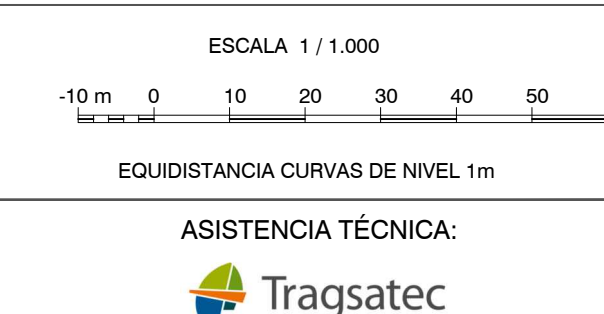 ESCALA 1 / 1.000
-10 m 0 10 20 30 40 50
EQUIDISTANCIA CURVAS DE NIVEL 1m
ASISTENCIA TÉCNICA:
Tragsatec